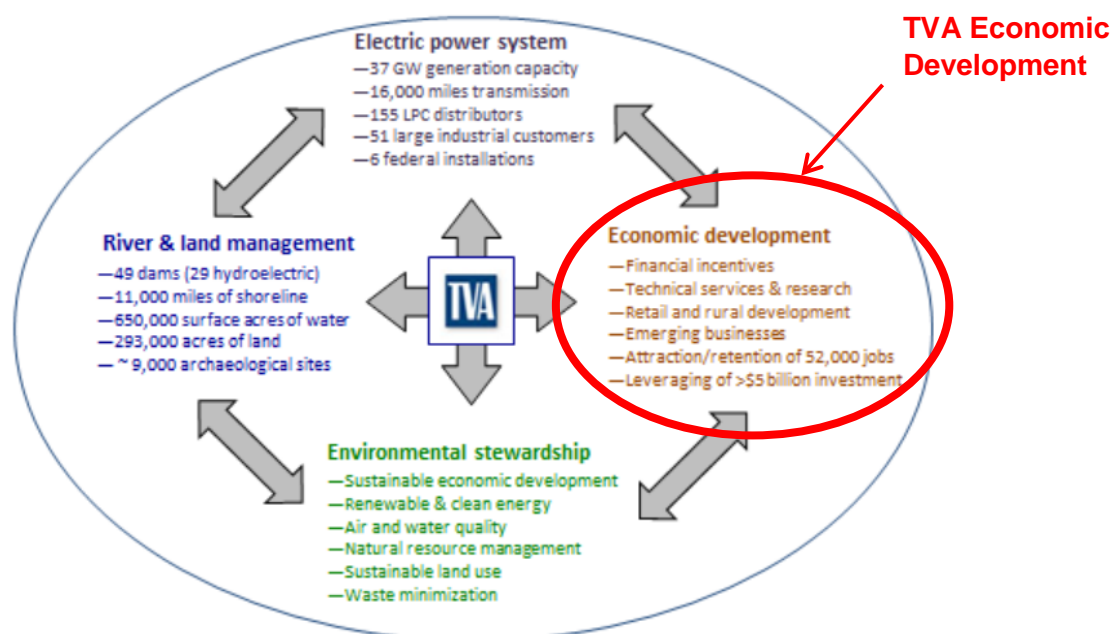 TVA Economic
Development
Electric power system
—37 GW generation capacity
—16,000 miles transmission
—155 LPC distributors
—51 large industrial customers
—6 federal installations
River & land management
—49 dams (29 hydroelectric)
—11,000 miles of shoreline
—650,000 surface acres of water
—293,000 acres of land
— ~ 9,000 archaeological sites
TVA
Economic development
—Financial incentives
—Technical services & research
—Retail and rural development
—Emerging businesses
—Attraction/retention of 52,000 jobs
—Leveraging of >$5 billion investment
Environmental stewardship
—Sustainable economic development
—Renewable & clean energy
—Air and water quality
—Natural resource management
—Sustainable land use
—Waste minimization